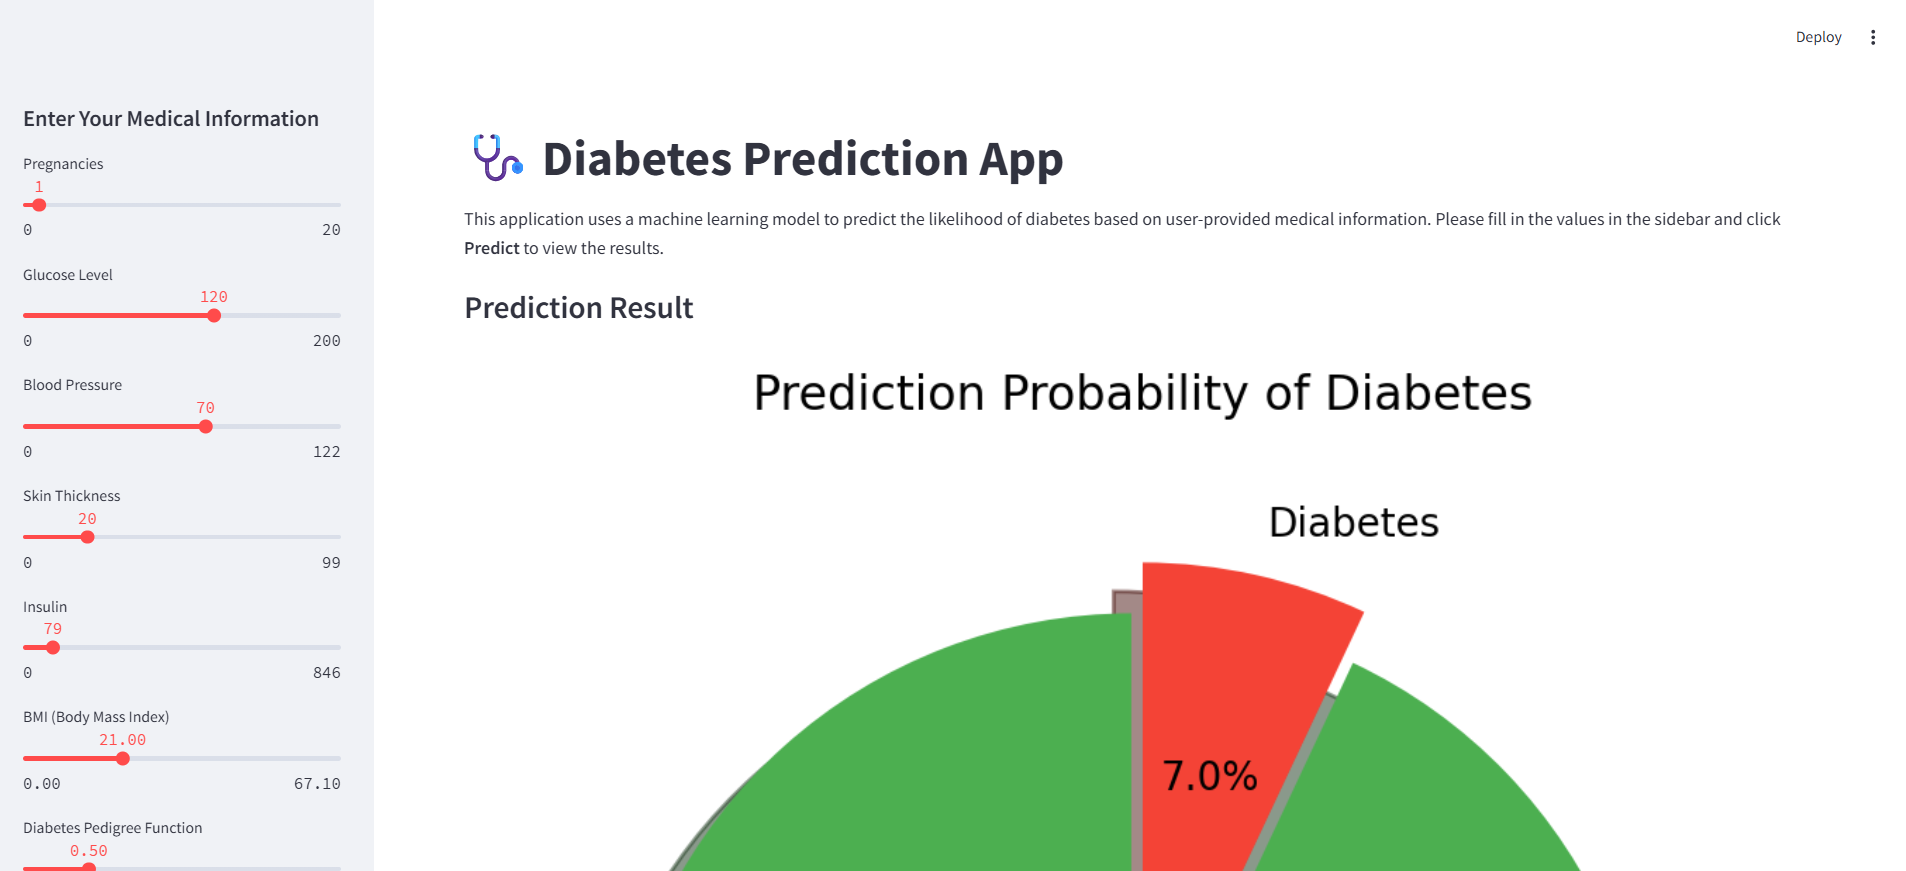 Deploy
Enter Your Medical Information
Pregnancies
1
0 20
Glucose Level
120
0 200
Blood Pressure
70
0 122
Skin Thickness
20
0 99
Insulin
79
0 846
BMI (Body Mass Index)
21.00
0.00 67.10
Diabetes Pedigree Function
0.50
Diabetes Prediction App
This application uses a machine learning model to predict the likelihood of diabetes based on user-provided medical information. Please fill in the values in the sidebar and click
Predict to view the results.
Prediction Result
Prediction Probability of Diabetes
Diabetes
7.0%